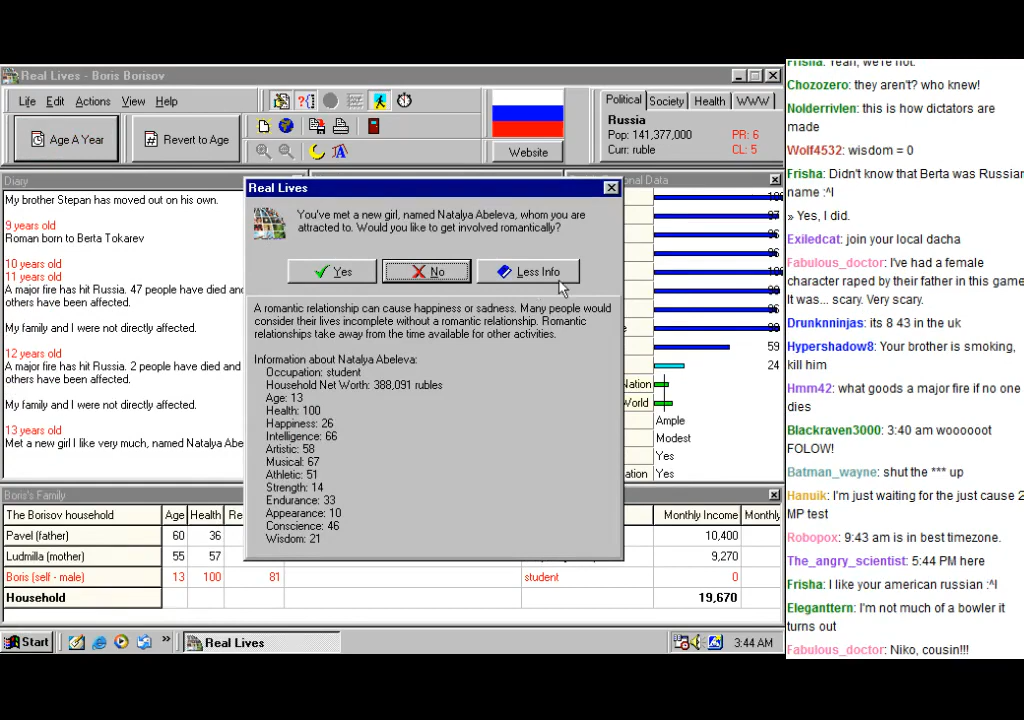 Real Lives - Boris Borisov
Life Edit Actions View Help
Age A Year
Revert to Age
Website
Political Society Health WWW
Russia
Pop: 141,377,000 PR: 6
Curr: ruble CL: 5
Diary
My brother Stepan has moved out on his own.
9 years old
Roman born to Berta Tokarev
10 years old
11 years old
A major fire has hit Russia. 47 people have died and
others have been affected.
My family and I were not directly affected.
12 years old
A major fire has hit Russia. 2 people have died and
others have been affected.
My family and I were not directly affected.
13 years old
Met a new girl I like very much, named Natalya Abe
Real Lives
You've met a new girl, named Natalya Abeleva, whom you are
attracted to. Would you like to get involved romantically?
Yes
No
Less Info
A romantic relationship can cause happiness or sadness. Many people would
consider their lives incomplete without a romantic relationship. Romantic
relationships take away from the time available for other activities.
Information about Natalya Abeleva:
Occupation: student
Household Net Worth: 388,091 rubles
Age: 13
Health: 100
Happiness: 26
Intelligence: 66
Artistic: 58
Musical: 67
Athletic: 51
Strength: 14
Endurance: 33
Appearance: 10
Conscience: 46
Wisdom: 21
onal Data
59
24
Nation
World
Ample
Modest
Yes
ation Yes
Boris's Family
The Borisov household Age Health Re Monthly Income Monthly
Pavel (father) 60 36 10,400
Ludmilla (mother) 55 57 9,270
Boris (self - male) 13 100 81 student 0
Household 19,670
Start
»
Real Lives
3:44 AM
Frisha: Yeah, we're not.
Chozozero: they aren't? who knew!
Nolderrivlen: this is how dictators are
made
Wolf4532: wisdom = 0
Frisha: Didn't know that Berta was Russian
name :^I
» Yes, I did.
Exiledcat: join your local dacha
Fabulous_doctor: I've had a female
character raped by their father in this game
It was... scary. Very scary.
Drunknninjas: its 8 43 in the uk
Hypershadow8: Your brother is smoking,
kill him
Hmm42: what goods a major fire if no one
dies
Blackraven3000: 3:40 am woooooot
FOLOW!
Batman_wayne: shut the *** up
Hanuik: I'm just waiting for the just cause 2
MP test
Robopox: 9:43 am is in best timezone.
The_angry_scientist: 5:44 PM here
Frisha: I like your american russian :^I
Eleganttern: I'm not much of a bowler it
turns out
Fabulous_doctor: Niko, cousin!!!